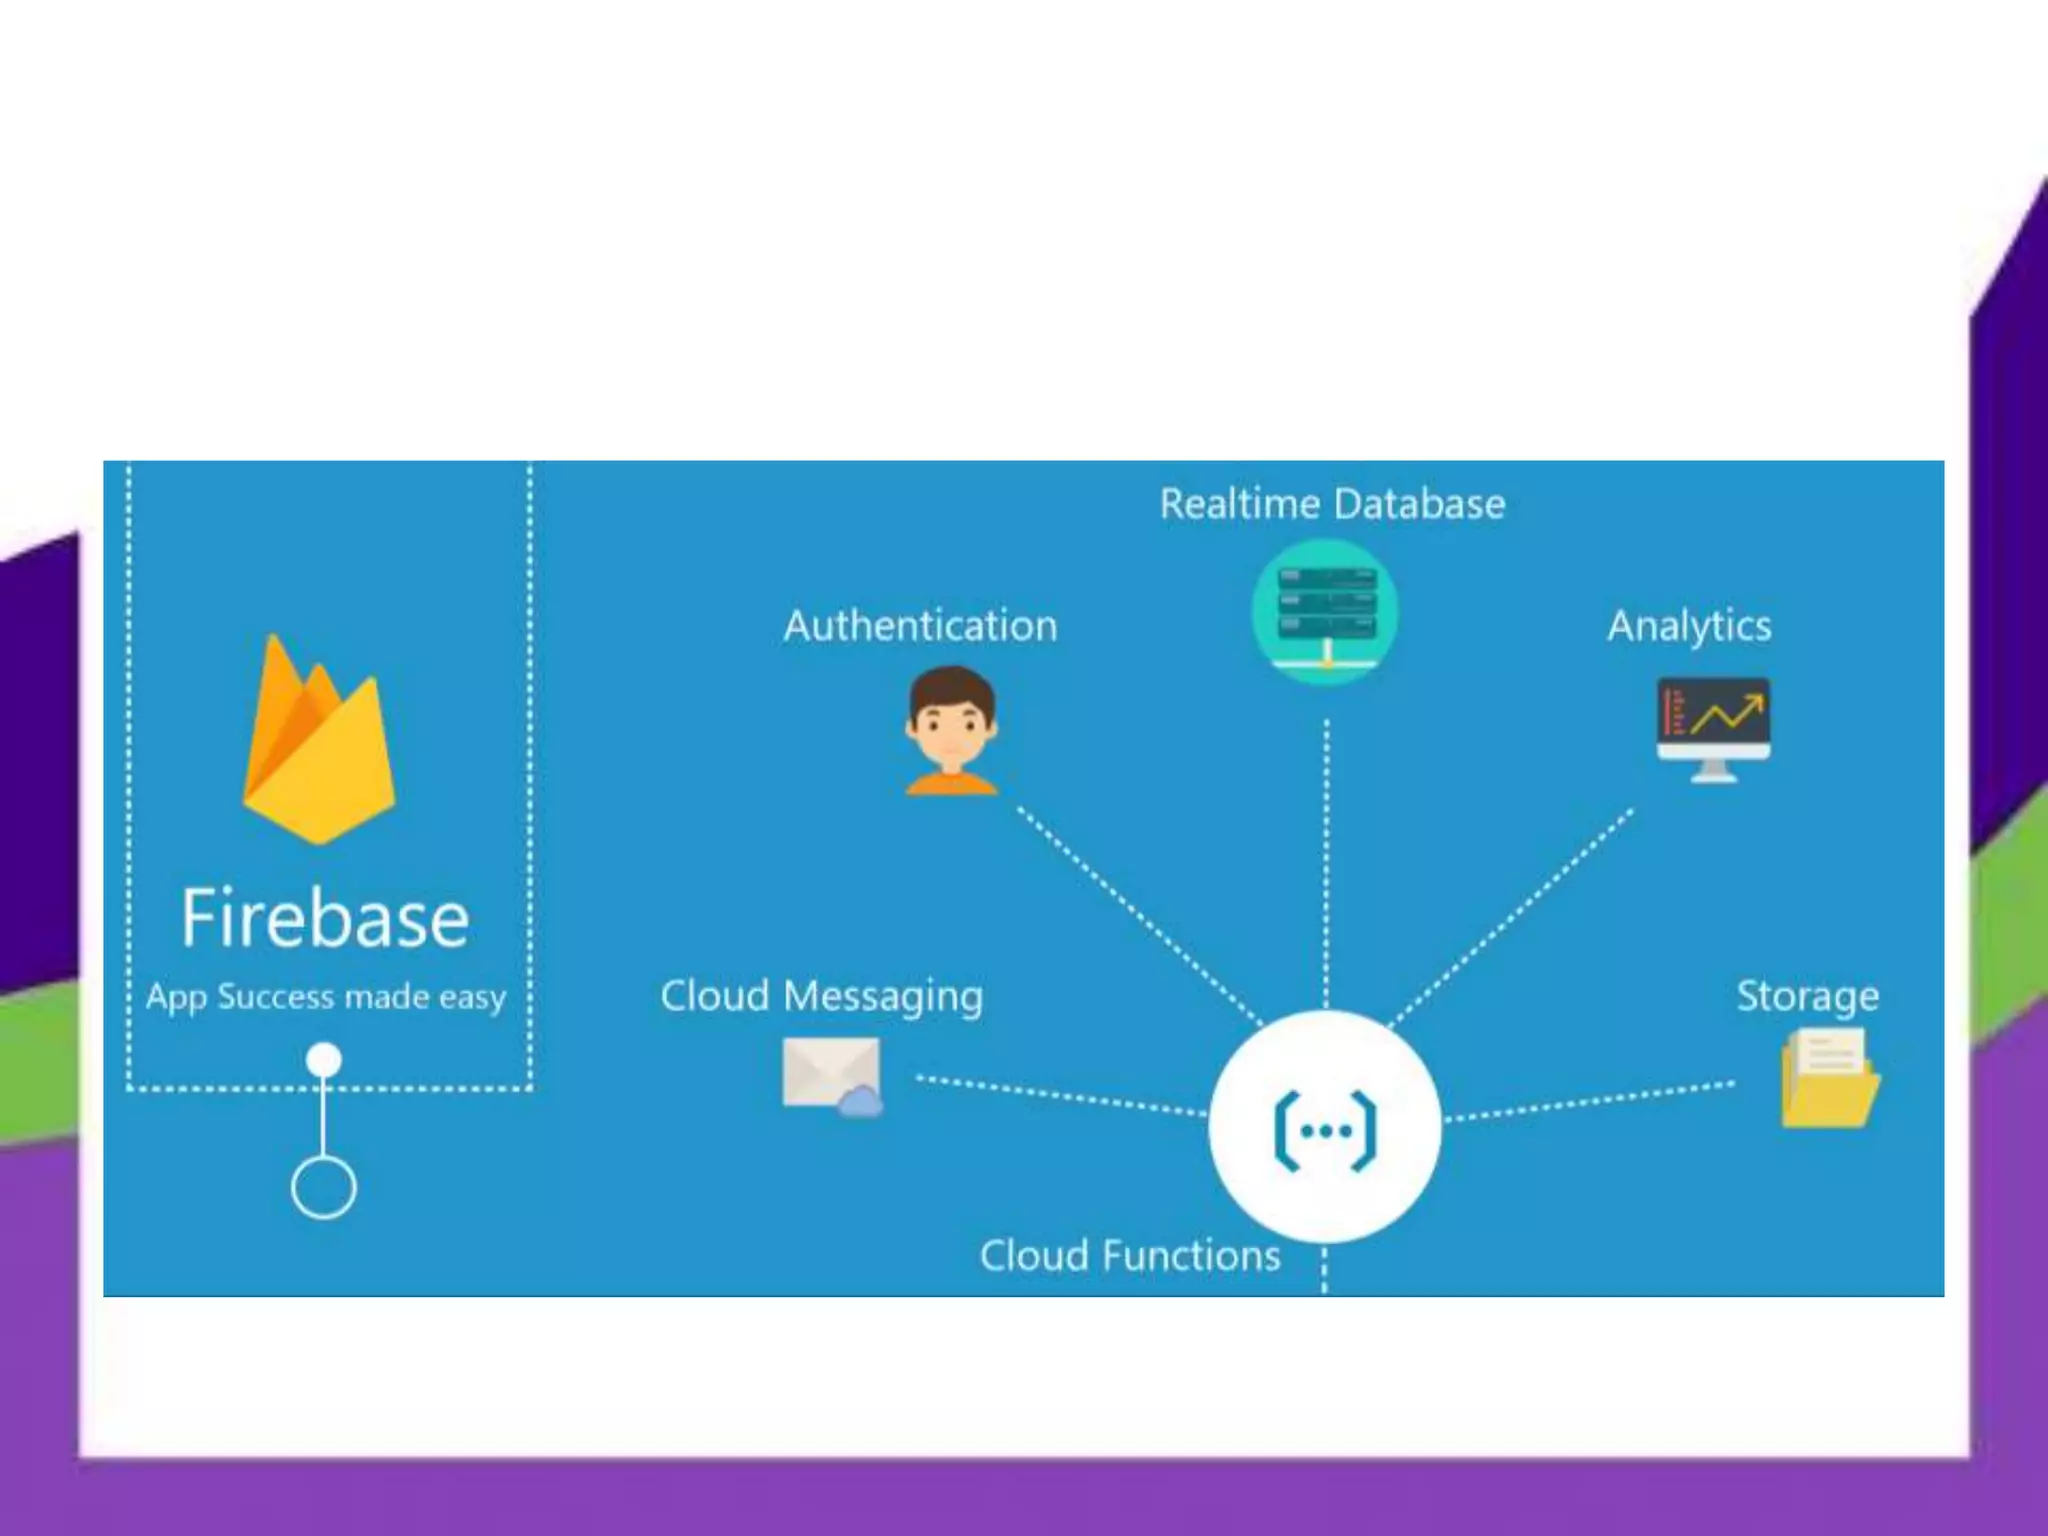 Realtime Database
Authentication
Analytics
Firebase
App Success made easy
Cloud Messaging
Storage
Cloud Functions